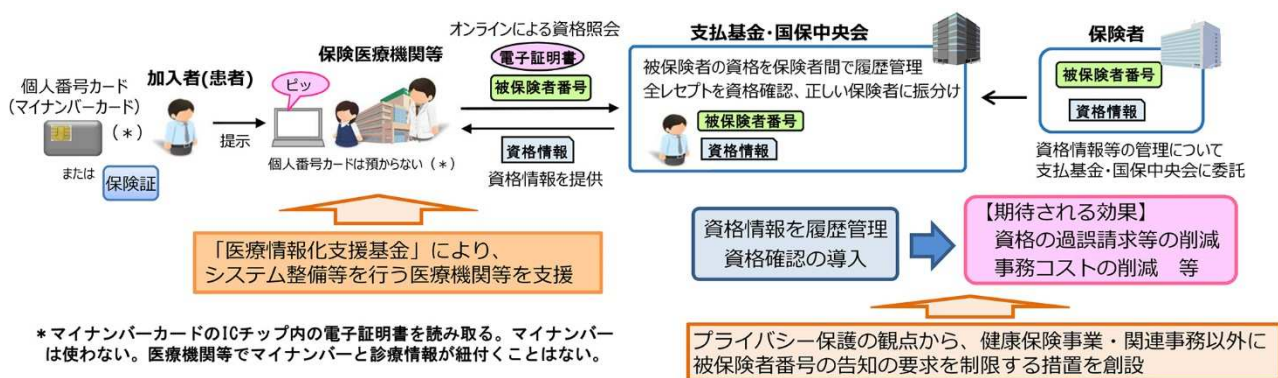 個人番号カード
(マイナンバーカード)
(*)
または
保険証
加入者(患者)
提示
保険医療機関等
ピッ
個人番号カードは預からない(*)
オンラインによる資格照会
電子証明書
被保険者番号
資格情報
資格情報を提供
支払基金・国保中央会
被保険者の資格を保険者間で履歴管理
全レセプトを資格確認、正しい保険者に振分け
被保険者番号
資格情報
保険者
被保険者番号
資格情報
資格情報等の管理について
支払基金・国保中央会に委託
「医療情報化支援基金」により、
システム整備等を行う医療機関等を支援
資格情報を履歴管理
資格確認の導入
【期待される効果】
資格の過誤請求等の削減
事務コストの削減 等
*マイナンバーカードのICチップ内の電子証明書を読み取る。マイナンバー
は使わない。医療機関等でマイナンバーと診療情報が紐付くことはない。
プライバシー保護の観点から、健康保険事業・関連事務以外に
被保険者番号の告知の要求を制限する措置を創設